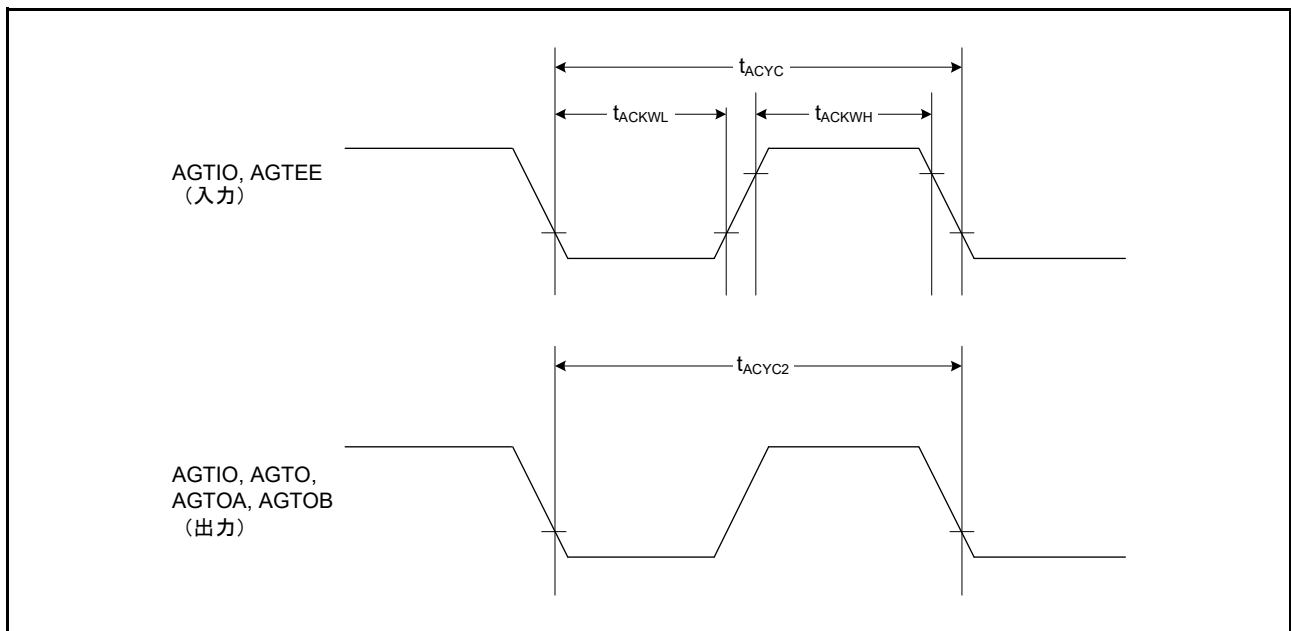 tACYC
tACKWL
tACKWH
AGTIO, AGTEE
（入力）
tACYC2
AGTIO, AGTO,
AGTOA, AGTOB
（出力）